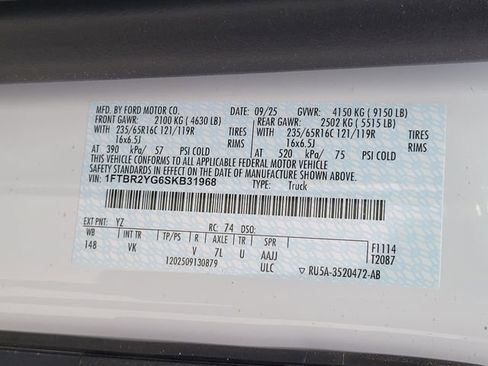 MFD. BY FORD MOTOR CO. 09/25 GVWR: 4150 KG ( 9150 LB)
FRONT GAWR: 2100 KG ( 4630 LB) REAR GAWR: 2502 KG ( 5515 LB)
WITH 235/65R16C 121/119R TIRES WITH 235/65R16C 121/119R TIRES
16x6.5J RIMS 16x6.5J RIMS
AT 390 kPa/ 57 PSI COLD AT 520 kPa/ 75 PSI COLD
THIS VEHICLE CONFORMS TO ALL APPLICABLE FEDERAL MOTOR VEHICLE
SAFETY STANDARDS IN EFFECT ON THE DATE OF MANUFACTURE SHOWN ABOVE.
VIN: 1FTBR2YG6SKB31968 TYPE: Truck
EXT PNT: YZ RC: 74 DSO:
WB INT TR TP/PS R AXLE TR SPR F1114
148 VK V 7L U AAJJ T2087
1202509130879 ULC ▽ RU5A-3520472-AB